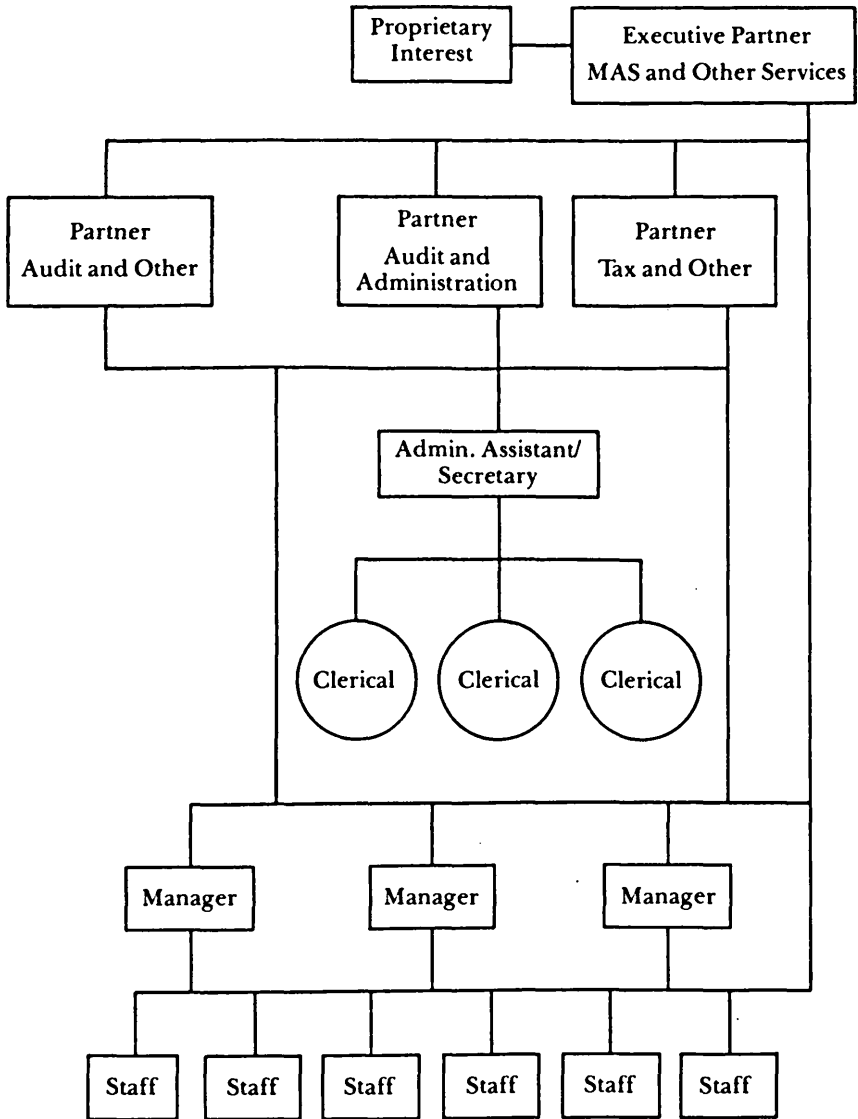 Proprietary
Interest
Executive Partner
MAS and Other Services
Partner
Audit and Other
Partner
Audit and
Administration
Partner
Tax and Other
Admin. Assistant/
Secretary
Clerical
Clerical
Clerical
Manager
Manager
Manager
Staff
Staff
Staff
Staff
Staff
Staff